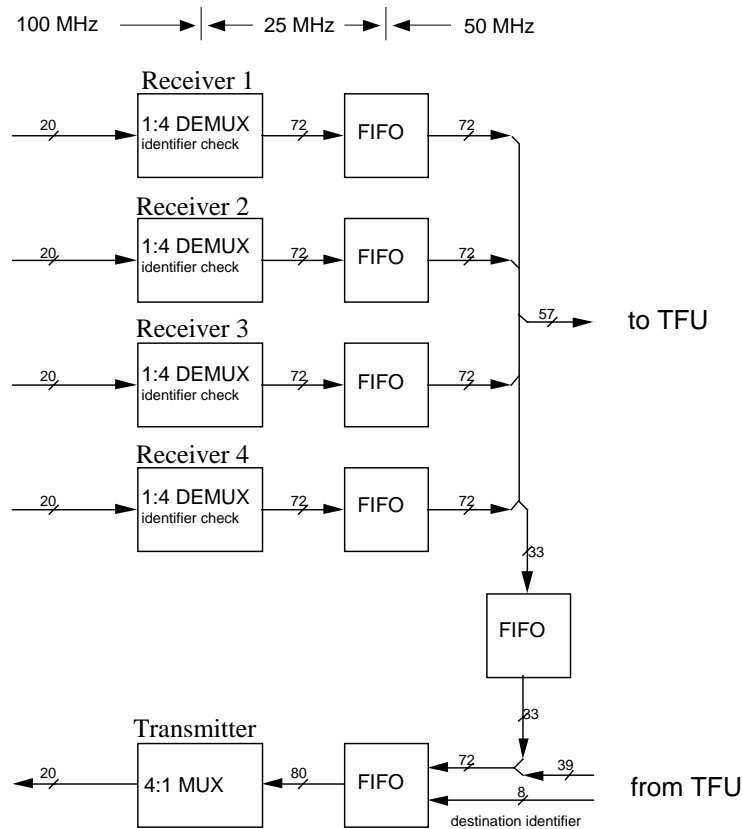 100 MHz 25 MHz 50 MHz
Receiver 1
20 1:4 DEMUX 72 FIFO 72
identifier check
Receiver 2
20 1:4 DEMUX 72 FIFO 72
identifier check
57 to TFU
Receiver 3
20 1:4 DEMUX 72 FIFO 72
identifier check
Receiver 4
20 1:4 DEMUX 72 FIFO 72
identifier check
33
FIFO
33
Transmitter
20 4:1 MUX 80 FIFO 72 39 from TFU
8
destination identifier